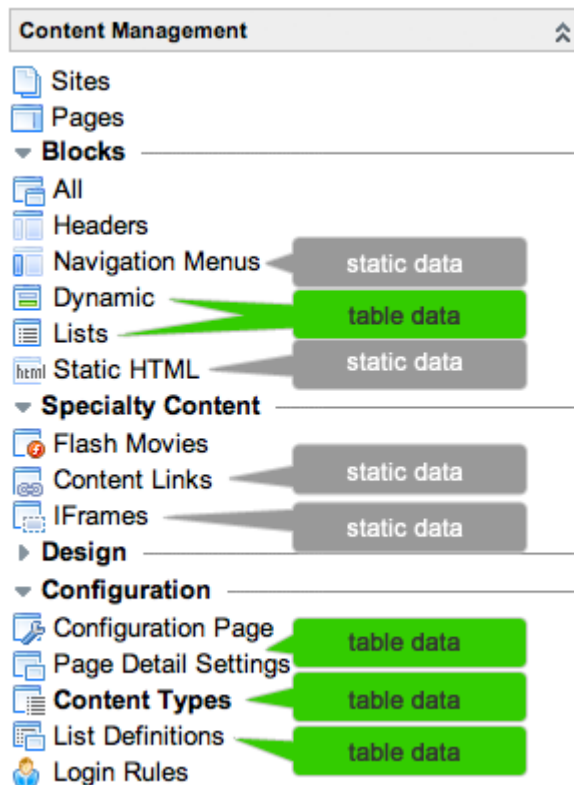 Content Management
Sites
Pages
Blocks
All
Headers
Navigation Menus static data
Dynamic table data
Lists
html Static HTML static data
Specialty Content
Flash Movies
Content Links static data
IFrames static data
Design
Configuration
Configuration Page
Page Detail Settings table data
Content Types table data
List Definitions table data
Login Rules